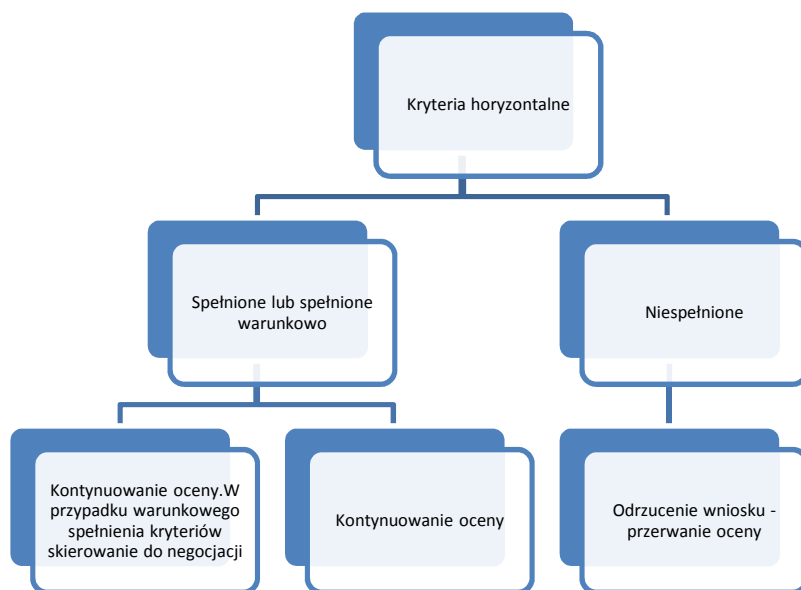 Kryteria horyzontalne
Spełnione lub spełnione
warunkowo
Niespełnione
Kontynuowanie oceny.W
przypadku warunkowego
spełnienia kryteriów
skierowanie do negocjacji
Kontynuowanie oceny
Odrzucenie wniosku -
przerwanie oceny